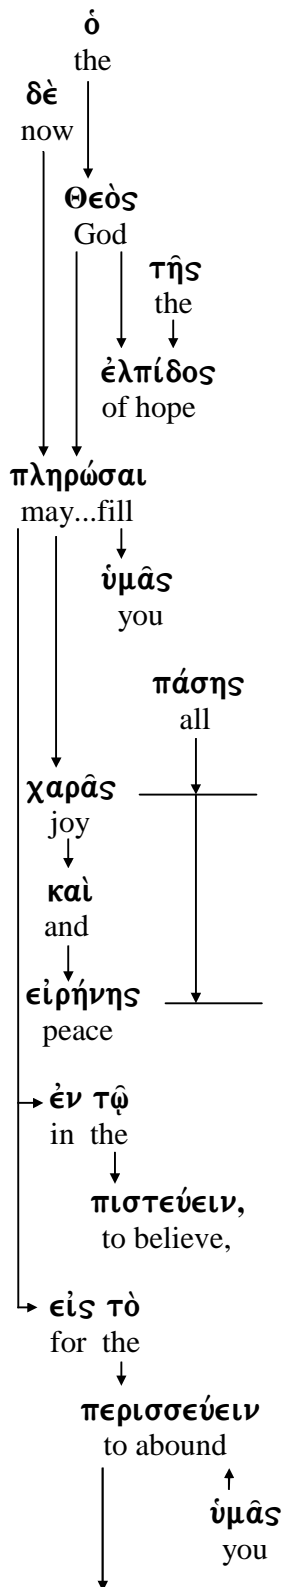 ὁ
the
δὲ
now
Θεὸς
God
τῆς
the
ἐλπίδος
of hope
πληρώσαι
may...fill
ὑμᾶς
you
πάσης
all
χαρᾶς
joy
καὶ
and
εἰρήνης
peace
ἐν τῷ
in the
πιστεύειν,
to believe,
εἰς τὸ
for the
περισσεύειν
to abound
ὑμᾶς
you